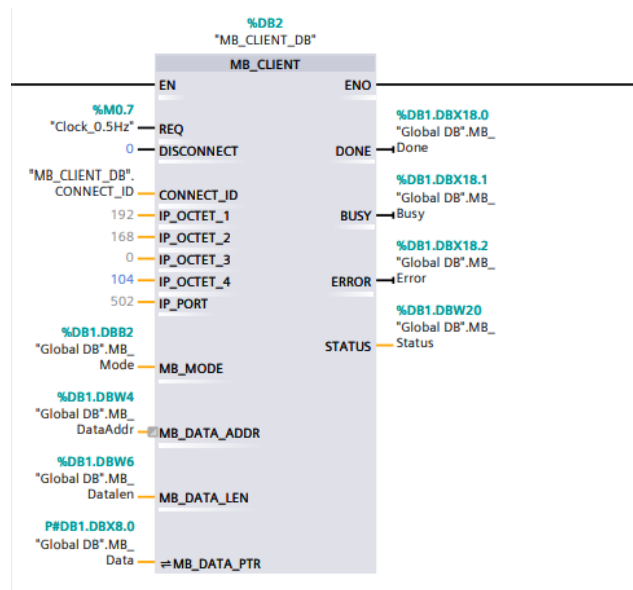 %DB2
"MB_CLIENT_DB"
MB_CLIENT
EN ENO
%M0.7
"Clock_0.5Hz" REQ
0 DISCONNECT
"MB_CLIENT_DB".
CONNECT_ID CONNECT_ID
192 IP_OCTET_1
168 IP_OCTET_2
0 IP_OCTET_3
104 IP_OCTET_4
502 IP_PORT
%DB1.DBB2
"Global DB".MB_
Mode MB_MODE
%DB1.DBW4
"Global DB".MB_
DataAddr MB_DATA_ADDR
%DB1.DBW6
"Global DB".MB_
Datalen MB_DATA_LEN
P#DB1.DBX8.0
"Global DB".MB_
Data MB_DATA_PTR
%DB1.DBX18.0
"Global DB".MB_
DONE Done
%DB1.DBX18.1
"Global DB".MB_
BUSY Busy
%DB1.DBX18.2
"Global DB".MB_
ERROR Error
%DB1.DBW20
"Global DB".MB_
STATUS Status